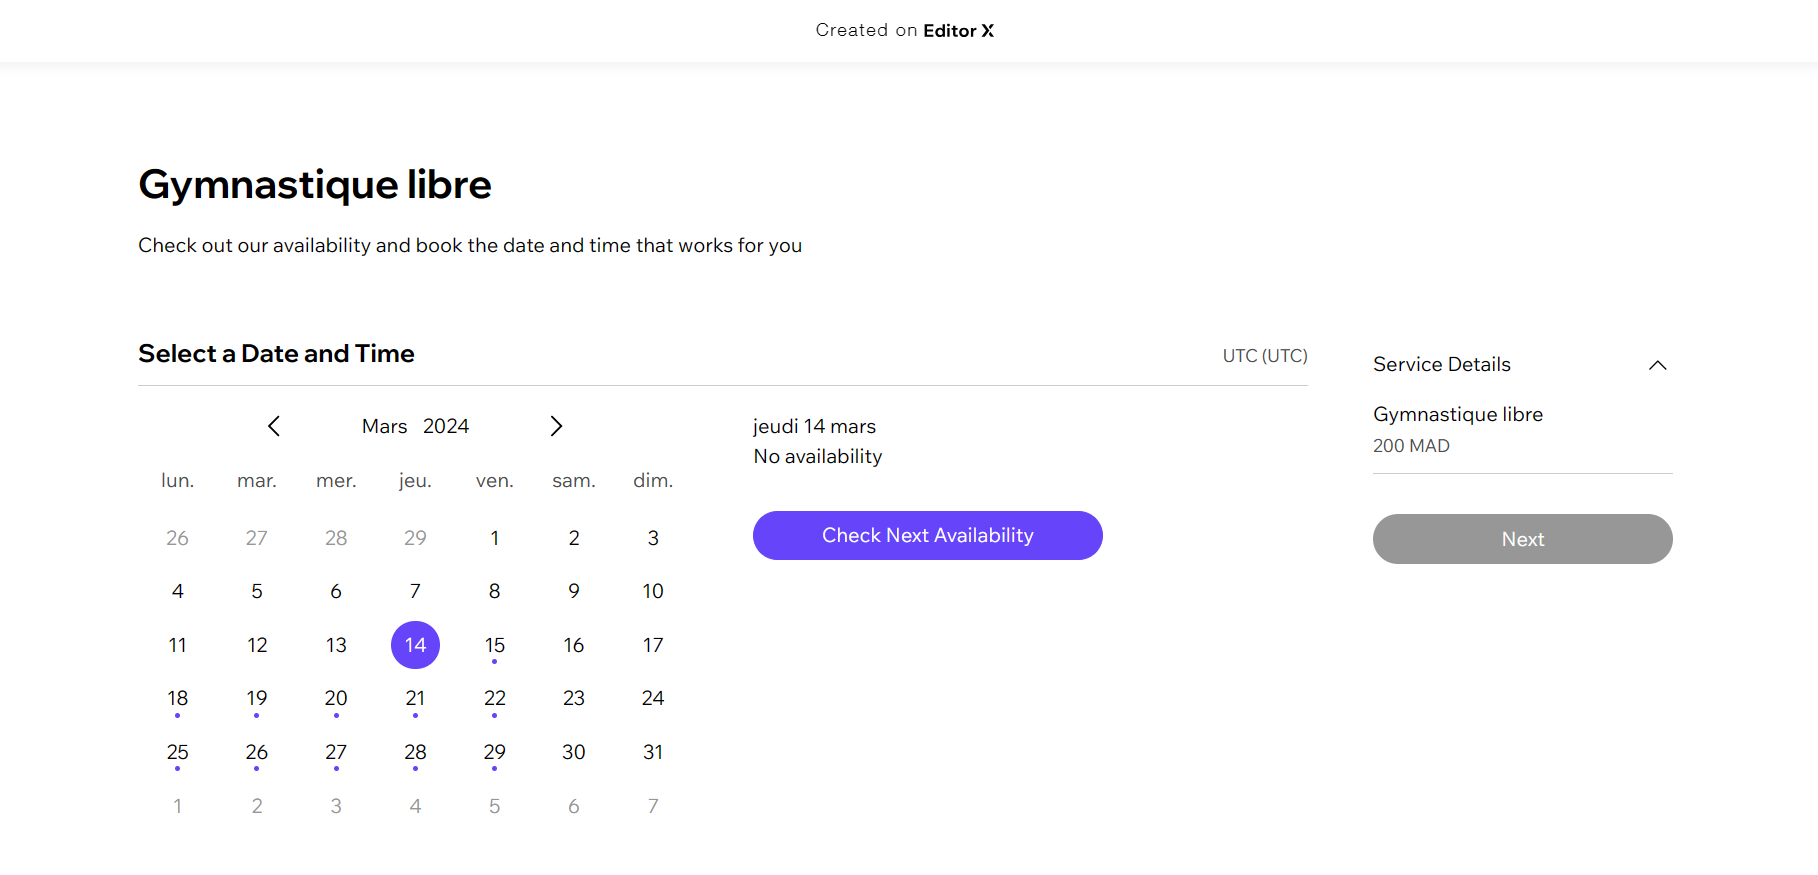 Created on Editor X
Gymnastique libre
Check out our availability and book the date and time that works for you
Select a Date and Time
UTC (UTC)
Mars 2024
lun. mar. mer. jeu. ven. sam. dim.
26 27 28 29 1 2 3
4 5 6 7 8 9 10
11 12 13 14 15 16 17
18 19 20 21 22 23 24
25 26 27 28 29 30 31
1 2 3 4 5 6 7
jeudi 14 mars
No availability
Check Next Availability
Service Details
Gymnastique libre
200 MAD
Next